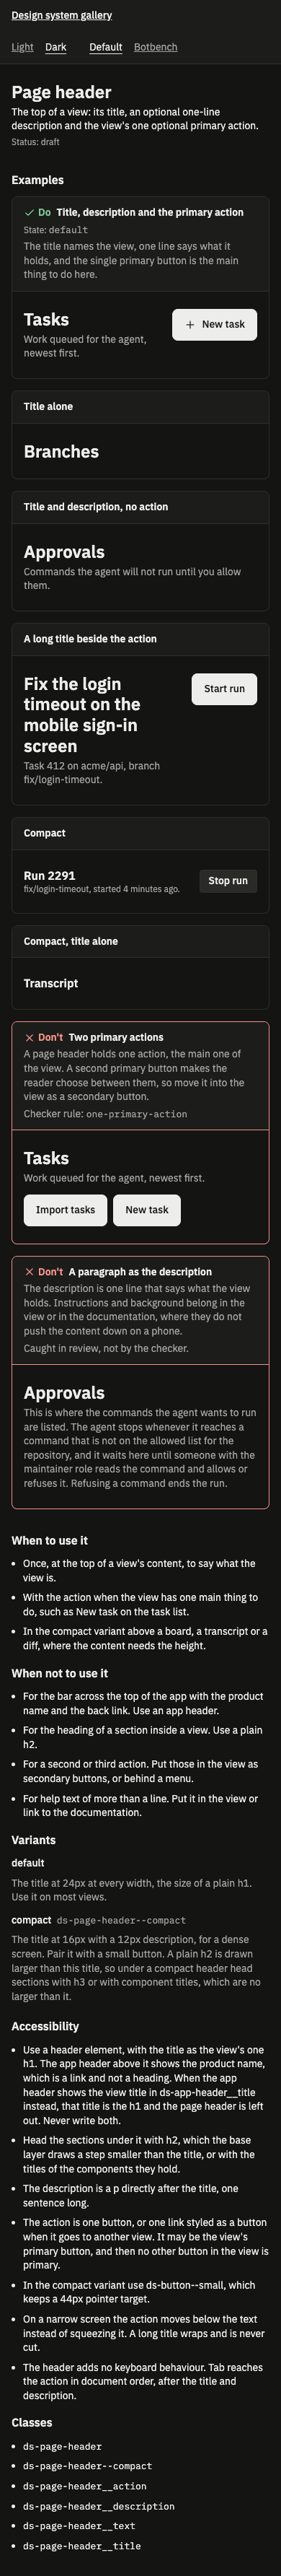 Design system gallery
Light Dark Default Botbench
Page header
The top of a view: its title, an optional one-line
description and the view's one optional primary action.
Status: draft
Examples
Do Title, description and the primary action
State: default
The title names the view, one line says what it
holds, and the single primary button is the main
thing to do here.
Tasks
Work queued for the agent,
newest first.
New task
Title alone
Branches
Title and description, no action
Approvals
Commands the agent will not run until you allow
them.
A long title beside the action
Fix the login
timeout on the
mobile sign-in
screen
Task 412 on acme/api, branch
fix/login-timeout.
Start run
Compact
Run 2291
fix/login-timeout, started 4 minutes ago.
Stop run
Compact, title alone
Transcript
Don't Two primary actions
A page header holds one action, the main one of
the view. A second primary button makes the
reader choose between them, so move it into the
view as a secondary button.
Checker rule: one-primary-action
Tasks
Work queued for the agent, newest first.
Import tasks New task
Don't A paragraph as the description
The description is one line that says what the view
holds. Instructions and background belong in the
view or in the documentation, where they do not
push the content down on a phone.
Caught in review, not by the checker.
Approvals
This is where the commands the agent wants to run
are listed. The agent stops whenever it reaches a
command that is not on the allowed list for the
repository, and it waits here until someone with the
maintainer role reads the command and allows or
refuses it. Refusing a command ends the run.
When to use it
Once, at the top of a view's content, to say what the
view is.
With the action when the view has one main thing to
do, such as New task on the task list.
In the compact variant above a board, a transcript or a
diff, where the content needs the height.
When not to use it
For the bar across the top of the app with the product
name and the back link. Use an app header.
For the heading of a section inside a view. Use a plain
h2.
For a second or third action. Put those in the view as
secondary buttons, or behind a menu.
For help text of more than a line. Put it in the view or
link to the documentation.
Variants
default
The title at 24px at every width, the size of a plain h1.
Use it on most views.
compact ds-page-header--compact
The title at 16px with a 12px description, for a dense
screen. Pair it with a small button. A plain h2 is drawn
larger than this title, so under a compact header head
sections with h3 or with component titles, which are no
larger than it.
Accessibility
Use a header element, with the title as the view's one
h1. The app header above it shows the product name,
which is a link and not a heading. When the app
header shows the view title in ds-app-header__title
instead, that title is the h1 and the page header is left
out. Never write both.
Head the sections under it with h2, which the base
layer draws a step smaller than the title, or with the
titles of the components they hold.
The description is a p directly after the title, one
sentence long.
The action is one button, or one link styled as a button
when it goes to another view. It may be the view's
primary button, and then no other button in the view is
primary.
In the compact variant use ds-button--small, which
keeps a 44px pointer target.
On a narrow screen the action moves below the text
instead of squeezing it. A long title wraps and is never
cut.
The header adds no keyboard behaviour. Tab reaches
the action in document order, after the title and
description.
Classes
ds-page-header
ds-page-header--compact
ds-page-header__action
ds-page-header__description
ds-page-header__text
ds-page-header__title